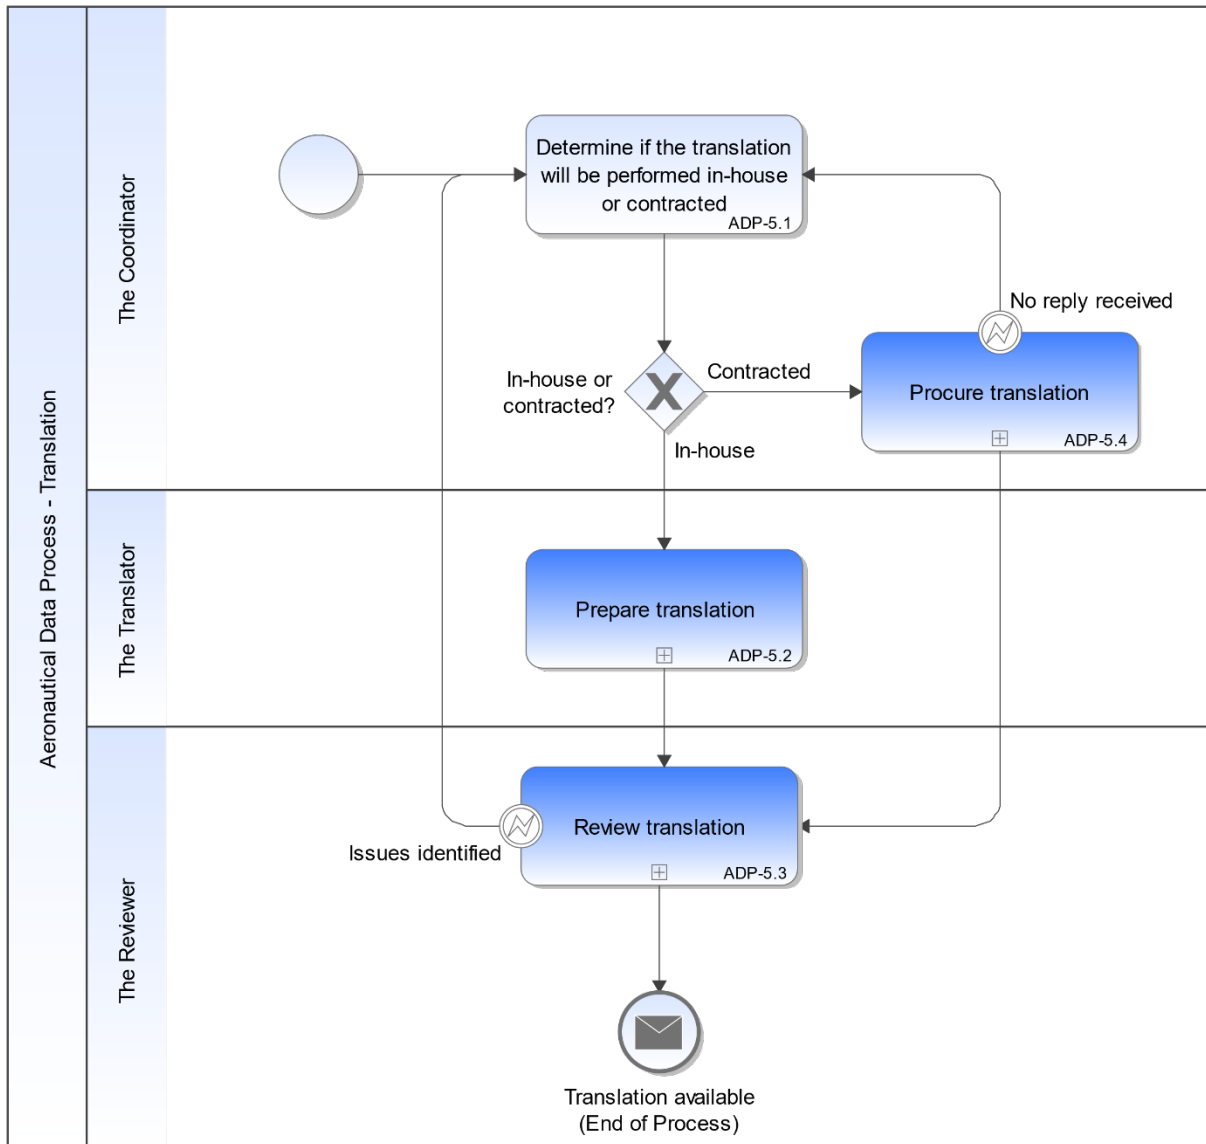 Aeronautical Data Process - Translation
The Coordinator
Determine if the translation
will be performed in-house
or contracted
ADP-5.1
No reply received
In-house or
contracted?
Contracted
Procure translation
ADP-5.4
In-house
The Translator
Prepare translation
ADP-5.2
The Reviewer
Review translation
ADP-5.3
Issues identified
Translation available
(End of Process)